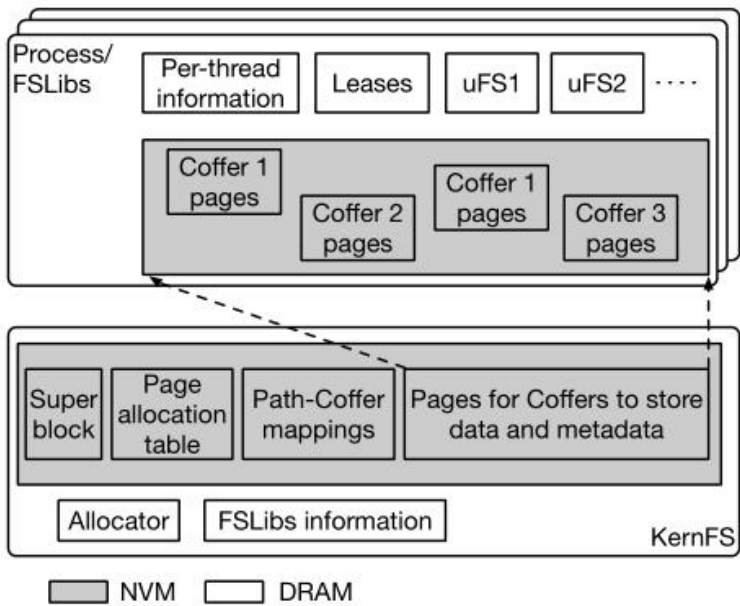 Process/
FSLibs
Per-thread
information
Leases
uFS1
uFS2
....
Coffer 1
pages
Coffer 2
pages
Coffer 1
pages
Coffer 3
pages
Super
block
Page
allocation
table
Path-Coffer
mappings
Pages for Coffers to store
data and metadata
Allocator
FSLibs information
KernFS
NVM
DRAM